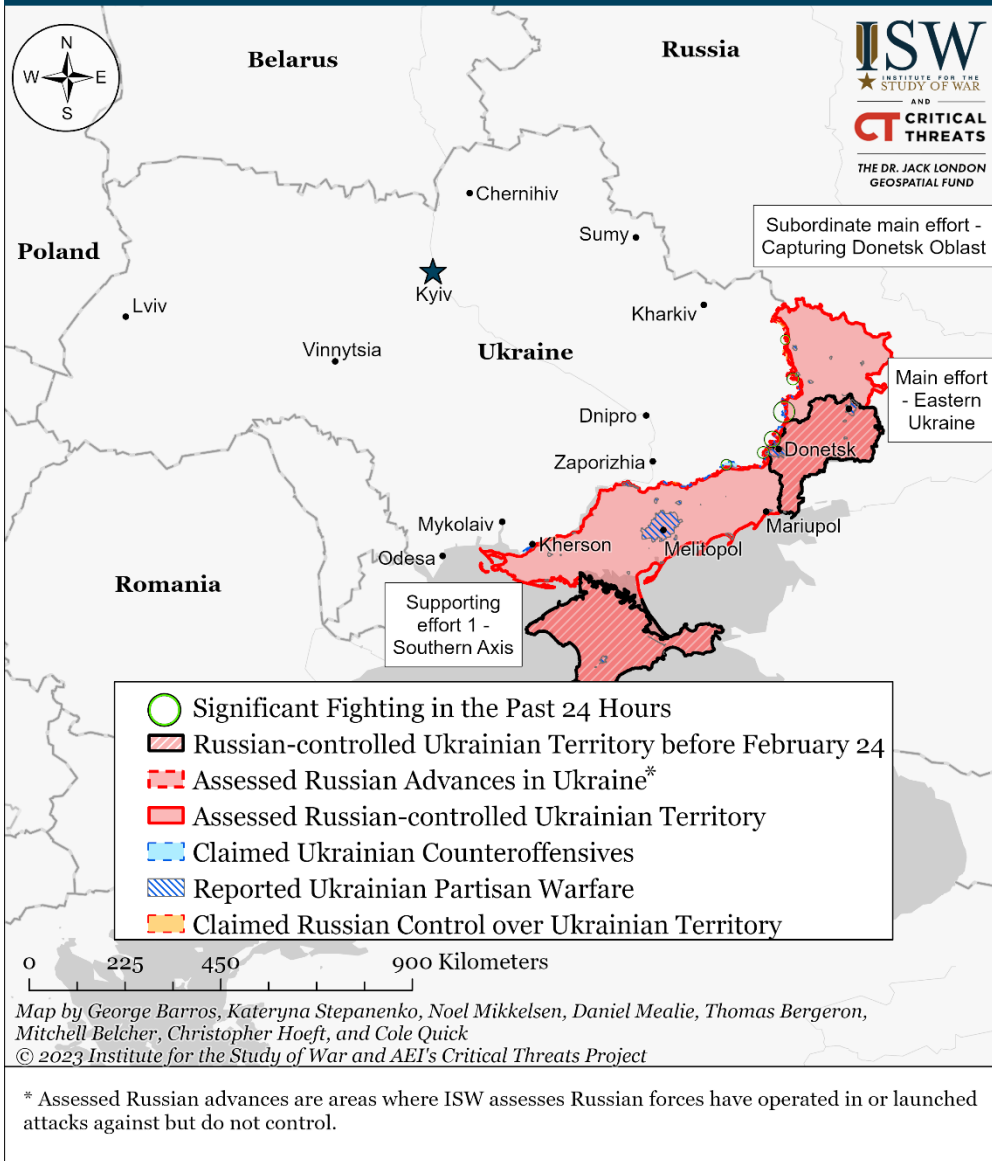 N
W
E
S
Belarus
Russia
ISW
INSTITUTE FOR THE
STUDY OF WAR
AND
CT CRITICAL
THREATS
THE DR. JACK LONDON
GEOSPATIAL FUND
Chernihiv
Subordinate main effort -
Capturing Donetsk Oblast
Sumy
Poland
Kyiv
Lviv
Kharkiv
Vinnytsia
Ukraine
Main effort
- Eastern
Ukraine
Dnipro
Donetsk
Zaporizhia
Mykolaiv
Mariupol
Kherson
Melitopol
Odesa
Romania
Supporting
effort 1 -
Southern Axis
Significant Fighting in the Past 24 Hours
Russian-controlled Ukrainian Territory before February 24
Assessed Russian Advances in Ukraine*
Assessed Russian-controlled Ukrainian Territory
Claimed Ukrainian Counteroffensives
Reported Ukrainian Partisan Warfare
Claimed Russian Control over Ukrainian Territory
0 225 450 900 Kilometers
Map by George Barros, Kateryna Stepanenko, Noel Mikkelsen, Daniel Mealie, Thomas Bergeron,
Mitchell Belcher, Christopher Hoeft, and Cole Quick
© 2023 Institute for the Study of War and AEI's Critical Threats Project
* Assessed Russian advances are areas where ISW assesses Russian forces have operated in or launched
attacks against but do not control.